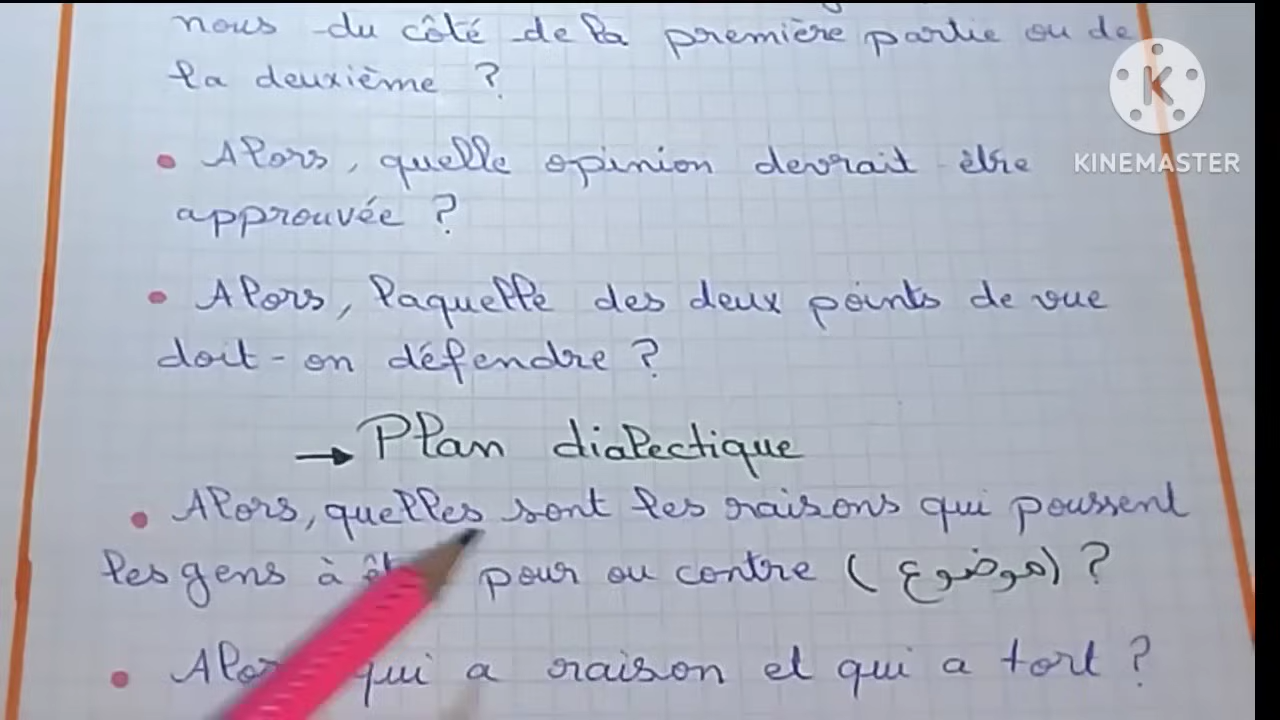 nous du côté de la première partie ou de
la deuxième ?
K
KINEMASTER
• Alors, quelle opinion devrait être
approuvée ?
• Alors, laquelle des deux points de vue
doit-on défendre ?
→ Plan dialectique
• Alors, quelles sont les raisons qui poussent
les gens à pour ou contre (موضوع) ?
• qui a raison et qui a tort ?